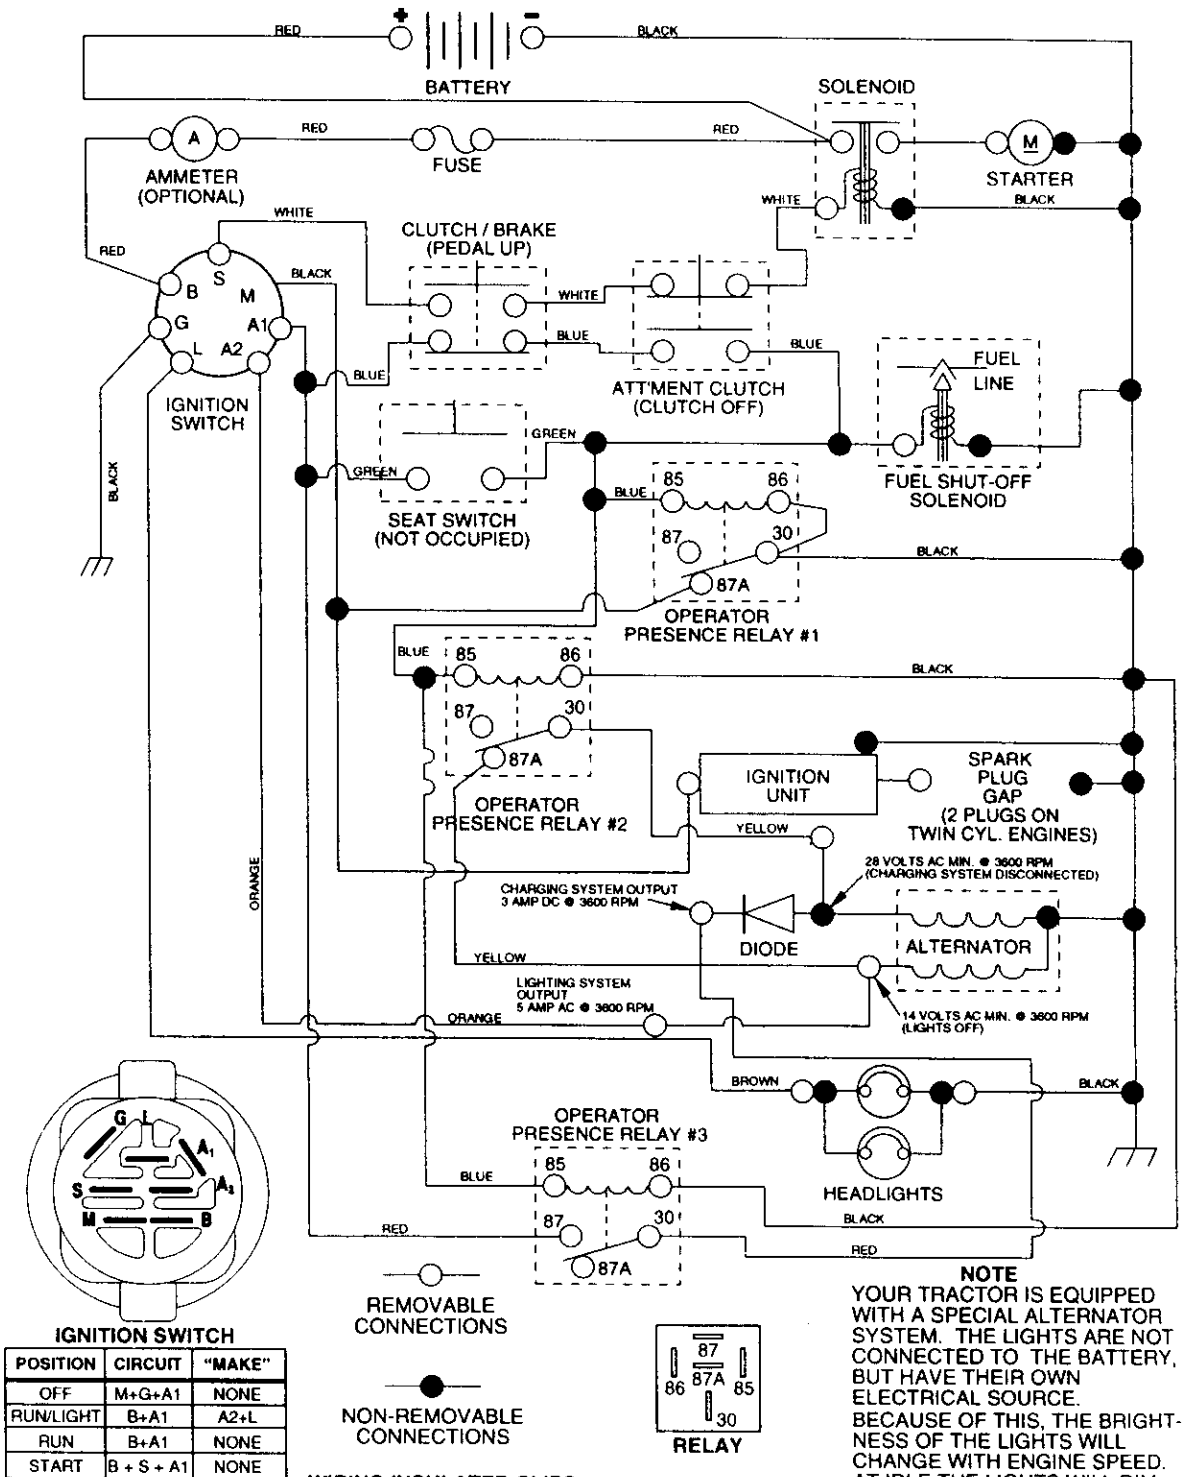 + -
RED
BLACK
BATTERY
SOLENOID
A
RED
RED
M
FUSE
AMMETER
(OPTIONAL)
STARTER
WHITE
BLACK
WHITE
CLUTCH / BRAKE
(PEDAL UP)
RED
S
BLACK
B
M
WHITE
G
A1
BLUE
BLUE
L
A2
FUEL
LINE
BLUE
ATT'MENT CLUTCH
(CLUTCH OFF)
IGNITION
SWITCH
GREEN
BLACK
GREEN
85
86
FUEL SHUT-OFF
SOLENOID
BLUE
SEAT SWITCH
(NOT OCCUPIED)
87
30
BLACK
87A
OPERATOR
PRESENCE RELAY #1
BLUE
85
86
BLACK
87
30
87A
SPARK
PLUG
GAP
(2 PLUGS ON
TWIN CYL. ENGINES)
IGNITION
UNIT
OPERATOR
PRESENCE RELAY #2
YELLOW
ORANGE
28 VOLTS AC MIN. @ 3600 RPM
(CHARGING SYSTEM DISCONNECTED)
CHARGING SYSTEM OUTPUT
3 AMP DC @ 3600 RPM
DIODE
ALTERNATOR
YELLOW
LIGHTING SYSTEM
OUTPUT
5 AMP AC @ 3600 RPM
ORANGE
14 VOLTS AC MIN. @ 3600 RPM
(LIGHTS OFF)
BROWN
BLACK
OPERATOR
PRESENCE RELAY #3
G L
A1
S
A2
M
B
85
86
BLUE
HEADLIGHTS
87
30
BLACK
RED
RED
87A
REMOVABLE
CONNECTIONS
NON-REMOVABLE
CONNECTIONS
87
87A
86
85
30
RELAY
IGNITION SWITCH
POSITION CIRCUIT "MAKE"
OFF M+G+A1 NONE
RUN/LIGHT B+A1 A2+L
RUN B+A1 NONE
START B + S + A1 NONE
NOTE
YOUR TRACTOR IS EQUIPPED
WITH A SPECIAL ALTERNATOR
SYSTEM. THE LIGHTS ARE NOT
CONNECTED TO THE BATTERY,
BUT HAVE THEIR OWN
ELECTRICAL SOURCE.
BECAUSE OF THIS, THE BRIGHT-
NESS OF THE LIGHTS WILL
CHANGE WITH ENGINE SPEED.
AT IDLE THE LIGHTS WILL DIM